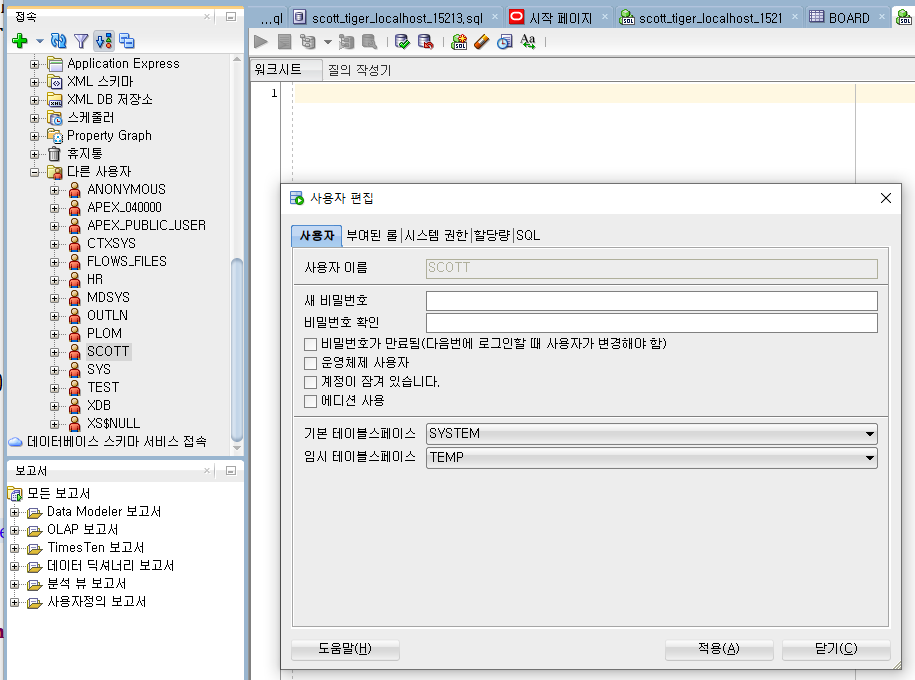 접속
Application Express
XML 스키마
XML DB 저장소
스케줄러
Property Graph
휴지통
다른 사용자
ANONYMOUS
APEX_040000
APEX_PUBLIC_USER
CTXSYS
FLOWS_FILES
HR
MDSYS
OUTLN
PLOM
SCOTT
SYS
TEST
XDB
XS$NULL
데이터베이스 스키마 서비스 접속
보고서
모든 보고서
Data Modeler 보고서
OLAP 보고서
TimesTen 보고서
데이터 딕셔너리 보고서
분석 뷰 보고서
사용자정의 보고서
...ql scott_tiger_localhost_15213.sql 시작 페이지 scott_tiger_localhost_1521 BOARD
워크시트 질의 작성기
1
사용자 편집
사용자 부여된 롤 시스템 권한 할당량 SQL
사용자 이름 SCOTT
새 비밀번호
비밀번호 확인
비밀번호가 만료됨(다음번에 로그인할 때 사용자가 변경해야 함)
운영체제 사용자
계정이 잠겨 있습니다.
에디션 사용
기본 테이블스페이스 SYSTEM
임시 테이블스페이스 TEMP
도움말(H) 적용(A) 닫기(C)